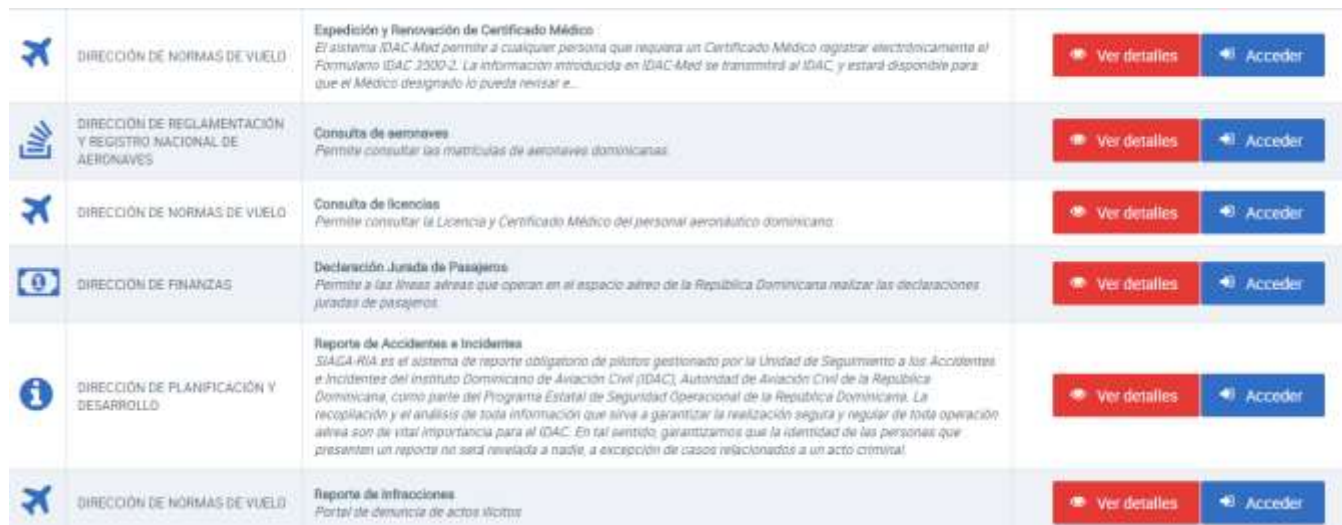 DIRECCIÓN DE NORMAS DE VUELO
Expedición y Renovación de Certificado Médico
El sistema IDAC-Med permite a cualquier persona que requiera un Certificado Médico registrar electrónicamente el
Formulario IDAC 3500-2. La información introducida en IDAC-Med se transmitirá al IDAC, y estará disponible para
que el Médico designado lo pueda revisar e...
Ver detalles
Acceder
DIRECCIÓN DE REGLAMENTACIÓN
Y REGISTRO NACIONAL DE
AERONAVES
Consulta de aeronaves
Permite consultar las matrículas de aeronaves dominicanas.
Ver detalles
Acceder
DIRECCIÓN DE NORMAS DE VUELO
Consulta de licencias
Permite consultar la Licencia y Certificado Médico del personal aeronáutico dominicano.
Ver detalles
Acceder
DIRECCIÓN DE FINANZAS
Declaración Jurada de Pasajeros
Permite a las líneas aéreas que operan en el espacio aéreo de la República Dominicana realizar las declaraciones
juradas de pasajeros.
Ver detalles
Acceder
DIRECCIÓN DE PLANIFICACIÓN Y
DESARROLLO
Reporte de Accidentes e Incidentes
SIAGA-RIA es el sistema de reporte obligatorio de pilotos gestionado por la Unidad de Seguimiento a los Accidentes
e Incidentes del Instituto Dominicano de Aviación Civil (IDAC), Autoridad de Aviación Civil de la República
Dominicana, como parte del Programa Estatal de Seguridad Operacional de la República Dominicana. La
recopilación y el análisis de toda información que sirva a garantizar la realización segura y regular de toda operación
aérea son de vital importancia para el IDAC. En tal sentido, garantizamos que la identidad de las personas que
presenten un reporte no será revelada a nadie, a excepción de casos relacionados a un acto criminal.
Ver detalles
Acceder
DIRECCIÓN DE NORMAS DE VUELO
Reporte de infracciones
Portal de denuncia de actos ilícitos
Ver detalles
Acceder